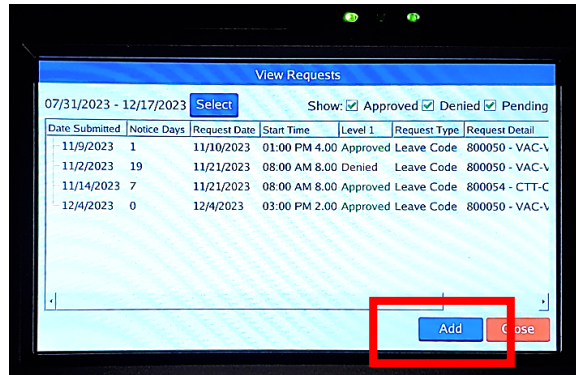 View Requests
07/31/2023 - 12/17/2023 Select Show: Approved Denied Pending
Date Submitted Notice Days Request Date Start Time Level 1 Request Type Request Detail
11/9/2023 1 11/10/2023 01:00 PM 4.00 Approved Leave Code 800050 - VAC-V
11/2/2023 19 11/21/2023 08:00 AM 8.00 Denied Leave Code 800050 - VAC-V
11/14/2023 7 11/21/2023 08:00 AM 8.00 Approved Leave Code 800054 - CTT-C
12/4/2023 0 12/4/2023 03:00 PM 2.00 Approved Leave Code 800050 - VAC-V
Add Close